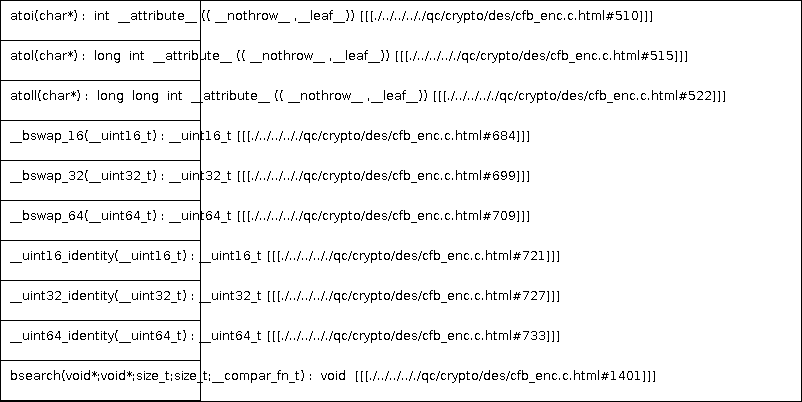 atoi(char*) : int __attribute__ (( __nothrow__ ,__leaf__)) [[[./../../../qc/crypto/des/cfb_enc.c.html#510]]]
atol(char*) : long int __attribute__ (( __nothrow__ ,__leaf__)) [[[./../../../qc/crypto/des/cfb_enc.c.html#515]]]
atoll(char*) : long long int __attribute__ (( __nothrow__ ,__leaf__)) [[[./../../../qc/crypto/des/cfb_enc.c.html#522]]]
__bswap_16(__uint16_t) : __uint16_t [[[./../../../qc/crypto/des/cfb_enc.c.html#684]]]
__bswap_32(__uint32_t) : __uint32_t [[[./../../../qc/crypto/des/cfb_enc.c.html#699]]]
__bswap_64(__uint64_t) : __uint64_t [[[./../../../qc/crypto/des/cfb_enc.c.html#709]]]
__uint16_identity(__uint16_t) : __uint16_t [[[./../../../qc/crypto/des/cfb_enc.c.html#721]]]
__uint32_identity(__uint32_t) : __uint32_t [[[./../../../qc/crypto/des/cfb_enc.c.html#727]]]
__uint64_identity(__uint64_t) : __uint64_t [[[./../../../qc/crypto/des/cfb_enc.c.html#733]]]
bsearch(void*;void*;size_t;size_t;__compar_fn_t) : void [[[./../../../qc/crypto/des/cfb_enc.c.html#1401]]]